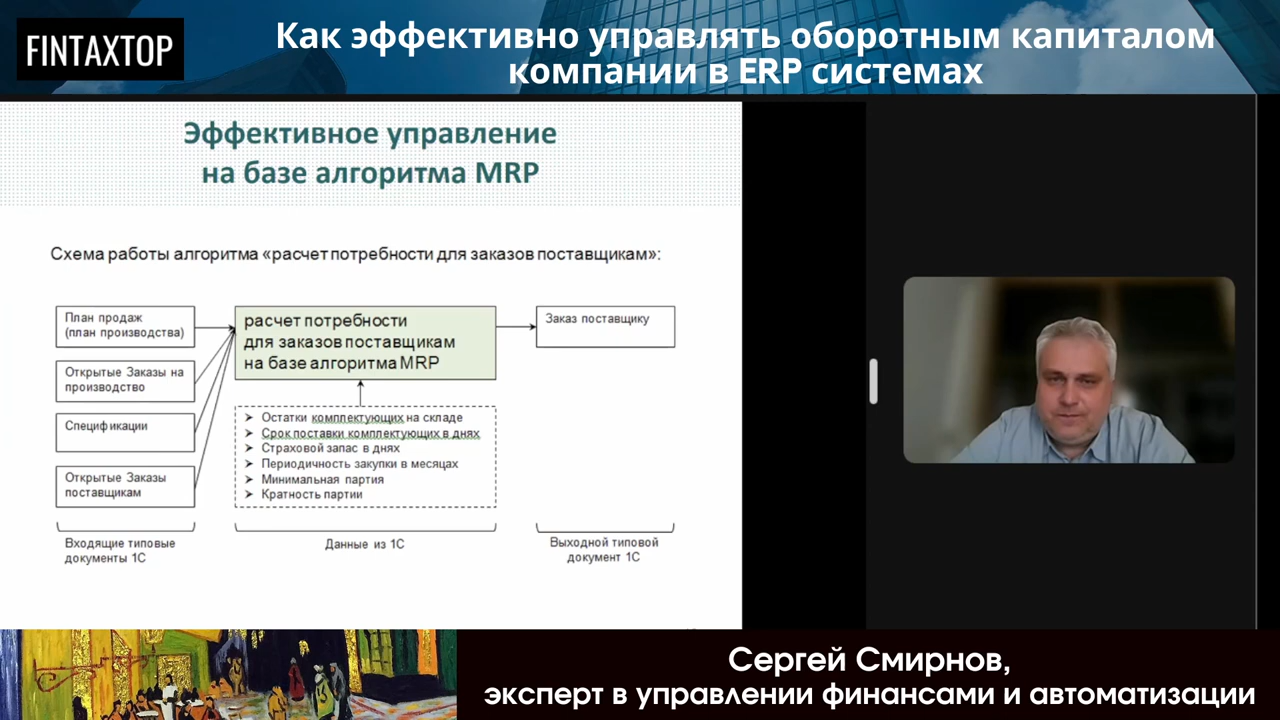 FINTAXTOP
Как эффективно управлять оборотным капиталом
компании в ERP системах
Эффективное управление
на базе алгоритма MRP
Схема работы алгоритма «расчет потребности для заказов поставщикам»:
План продаж
(план производства)
Открытые Заказы на
производство
Спецификации
Открытые Заказы
поставщикам
Входящие типовые
документы 1С
расчет потребности
для заказов поставщикам
на базе алгоритма MRP
➢ Остатки комплектующих на складе
➢ Срок поставки комплектующих в днях
➢ Страховой запас в днях
➢ Периодичность закупки в месяцах
➢ Минимальная партия
➢ Кратность партии
Данные из 1С
Заказ поставщику
Выходной типовой
документ 1С
Сергей Смирнов,
эксперт в управлении финансами и автоматизации